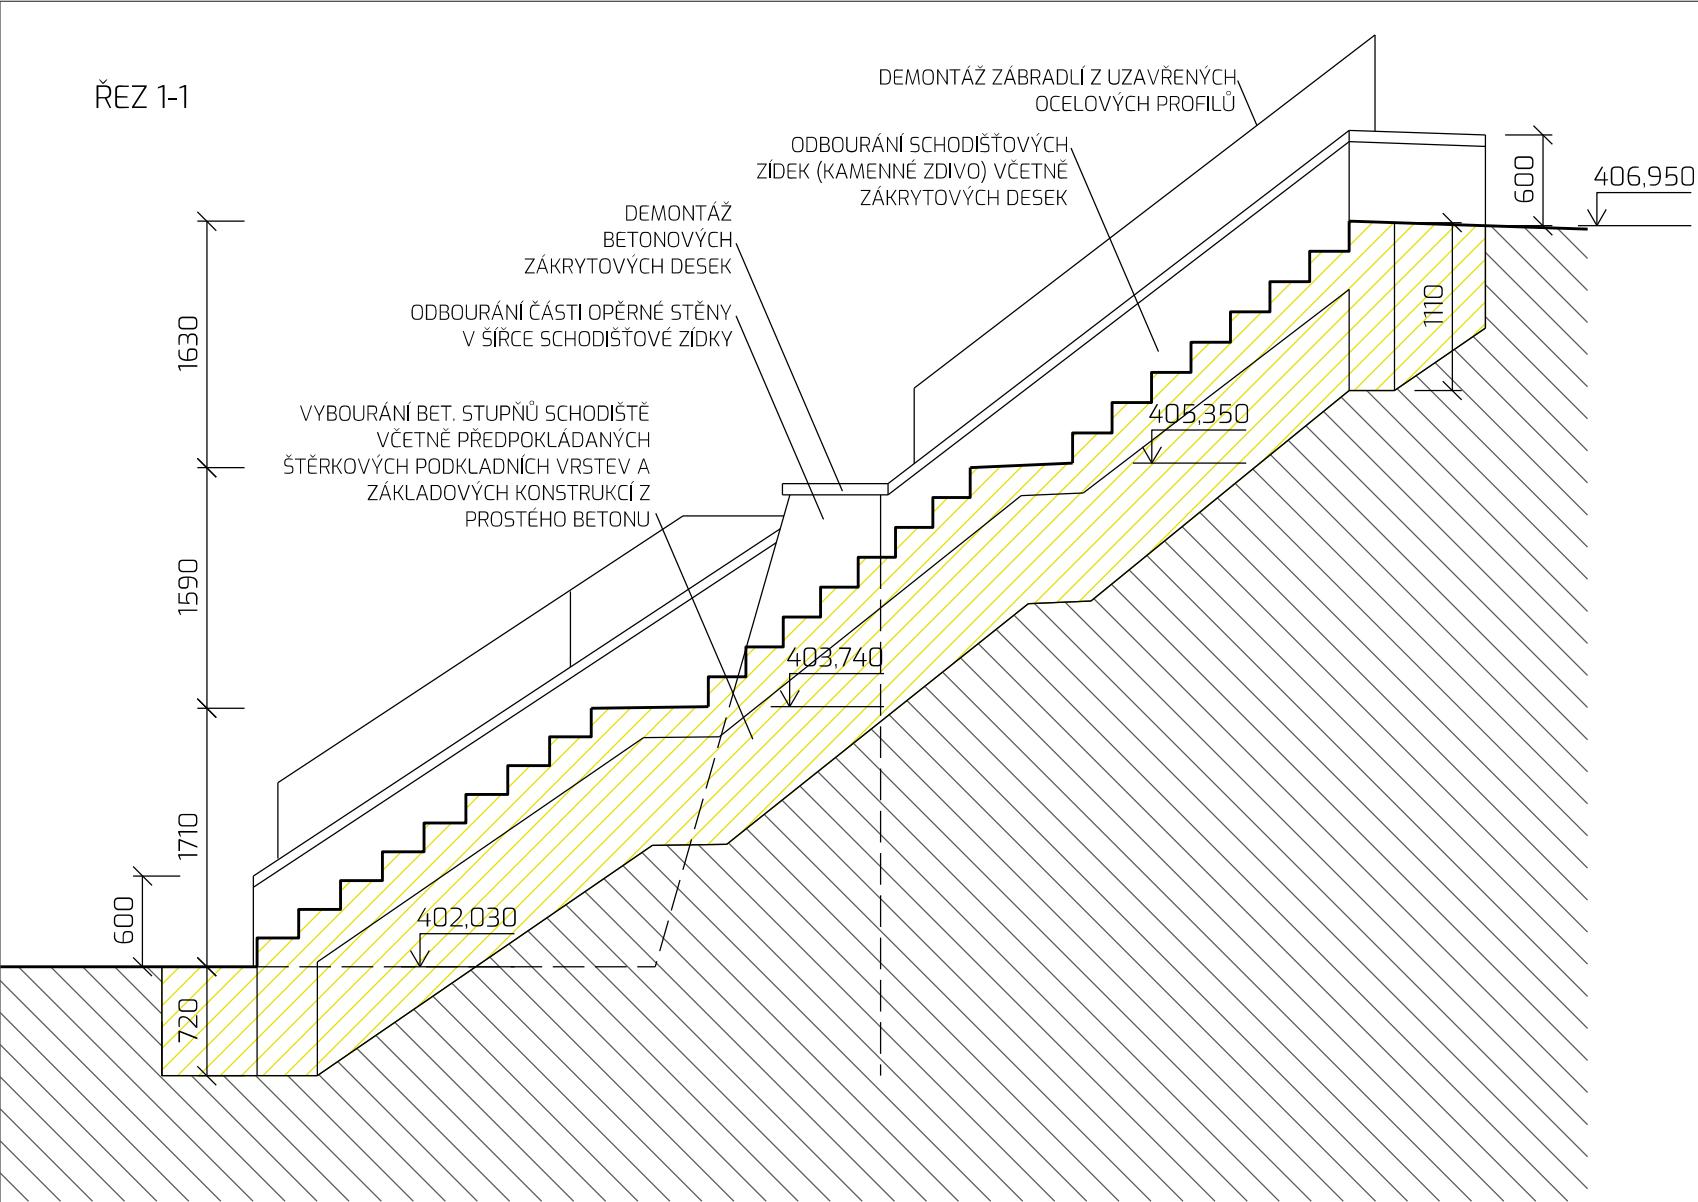 ŘEZ 1-1
DEMONTÁŽ ZÁBRADLÍ Z UZAVŘENÝCH
OCELOVÝCH PROFILŮ
ODBOURÁNÍ SCHODIŠŤOVÝCH
ZÍDEK (KAMENNÉ ZDIVO) VČETNĚ
ZÁKRYTOVÝCH DESEK
600
406,950
DEMONTÁŽ
BETONOVÝCH
ZÁKRYTOVÝCH DESEK
ODBOURÁNÍ ČÁSTI OPĚRNÉ STĚNY
V ŠÍŘCE SCHODIŠŤOVÉ ZÍDKY
1630
1110
VYBOURÁNÍ BET. STUPŇŮ SCHODIŠTĚ
VČETNĚ PŘEDPOKLÁDANÝCH
ŠTĚRKOVÝCH PODKLADNÍCH VRSTEV A
ZÁKLADOVÝCH KONSTRUKCÍ Z
PROSTÉHO BETONU
405,350
1590
403,740
1710
600
402,030
720